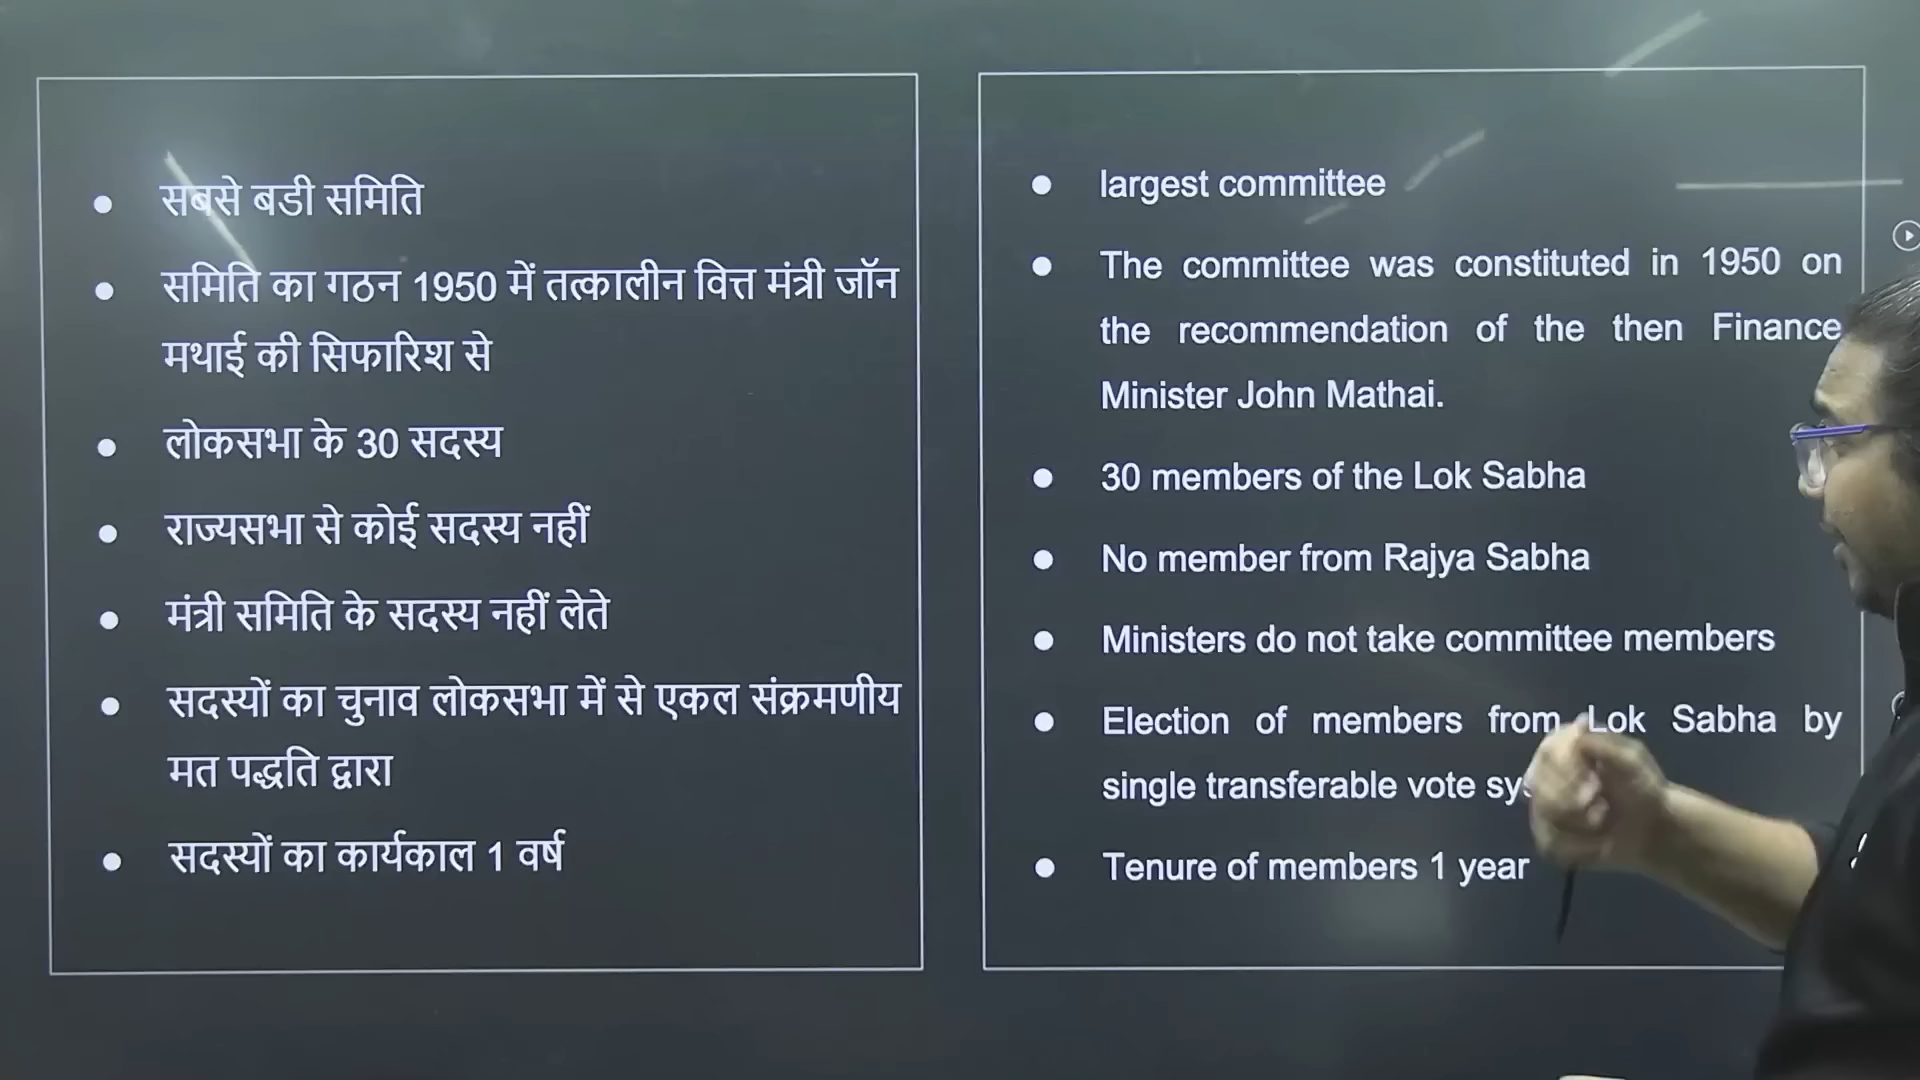 सबसे बडी समिति
समिति का गठन 1950 में तत्कालीन वित्त मंत्री जॉन
मथाई की सिफारिश से
लोकसभा के 30 सदस्य
राज्यसभा से कोई सदस्य नहीं
मंत्री समिति के सदस्य नहीं लेते
सदस्यों का चुनाव लोकसभा में से एकल संक्रमणीय
मत पद्धति द्वारा
सदस्यों का कार्यकाल 1 वर्ष
largest committee
The committee was constituted in 1950 on
the recommendation of the then Finance
Minister John Mathai.
30 members of the Lok Sabha
No member from Rajya Sabha
Ministers do not take committee members
Election of members from Lok Sabha by
single transferable vote
Tenure of members 1 year